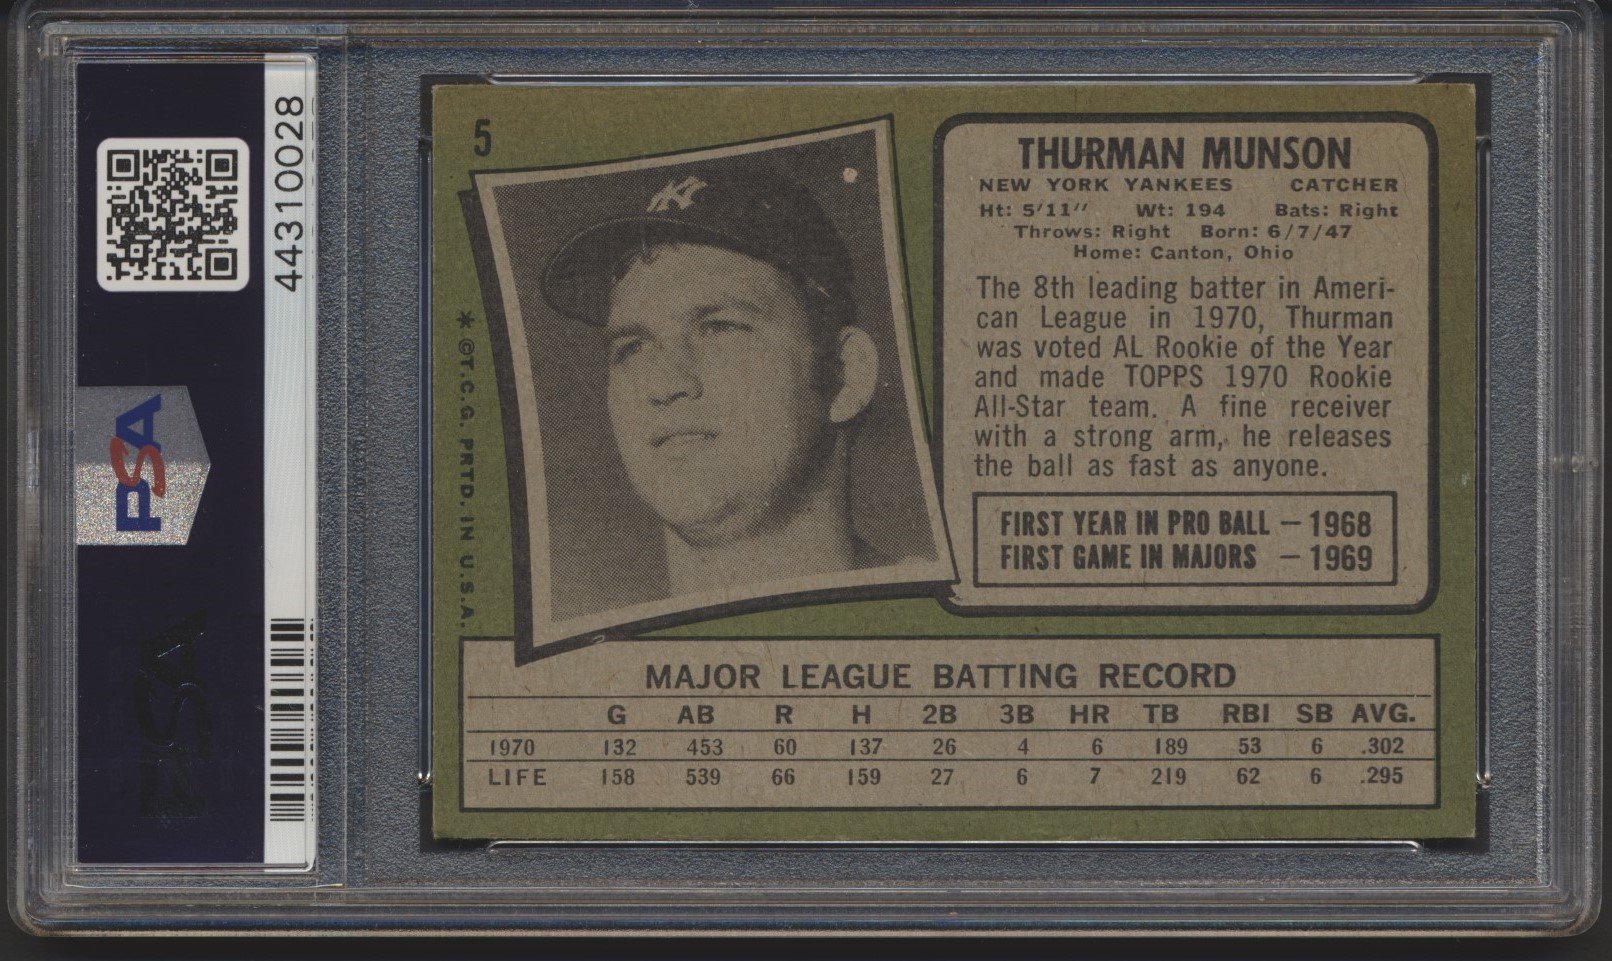 44310028
PSA
PSA
5
NY
* ©T.C.G. PRTD. IN U.S.A.
THURMAN MUNSON
NEW YORK YANKEES CATCHER
Ht: 5'11" Wt: 194 Bats: Right
Throws: Right Born: 6/7/47
Home: Canton, Ohio
The 8th leading batter in Ameri-
can League in 1970, Thurman
was voted AL Rookie of the Year
and made TOPPS 1970 Rookie
All-Star team. A fine receiver
with a strong arm, he releases
the ball as fast as anyone.
FIRST YEAR IN PRO BALL — 1968
FIRST GAME IN MAJORS — 1969
MAJOR LEAGUE BATTING RECORD
G AB R H 2B 3B HR TB RBI SB AVG.
1970 132 453 60 137 26 4 6 189 53 6 .302
LIFE 158 539 66 159 27 6 7 219 62 6 .295